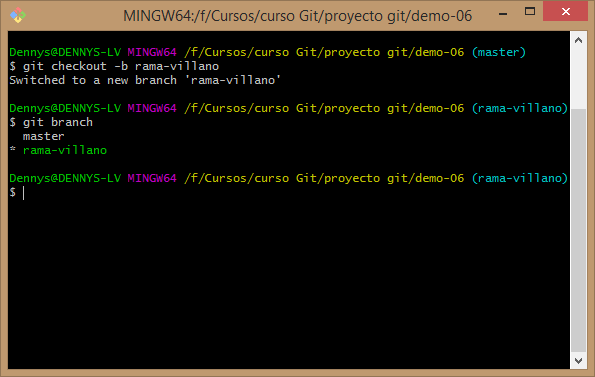 MINGW64:/f/Cursos/curso Git/proyecto git/demo-06
Dennys@DENNYS-LV MINGW64 /f/Cursos/curso Git/proyecto git/demo-06 (master)
$ git checkout -b rama-villano
Switched to a new branch 'rama-villano'
Dennys@DENNYS-LV MINGW64 /f/Cursos/curso Git/proyecto git/demo-06 (rama-villano)
$ git branch
  master
* rama-villano
Dennys@DENNYS-LV MINGW64 /f/Cursos/curso Git/proyecto git/demo-06 (rama-villano)
$